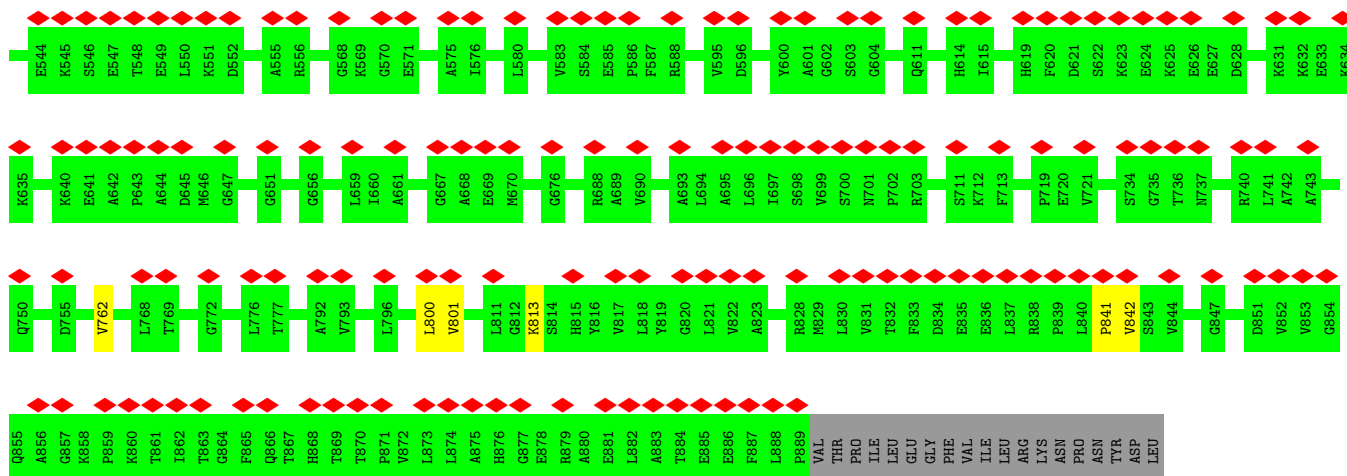 E544 K545 S546 E547 T548 E549 L550 K551 D552 A555 R556 G568 K569 G570 E571 A575 I576 L580 V583 S584 E585 P586 F587 R588 V595 D596 Y600 A601 G602 S603 G604 Q611 H614 I615 H619 F620 D621 S622 K623 E624 K625 E626 E627 D628 K631 K632 E633 K634
K635 K640 E641 A642 P643 A644 D645 M646 G647 G651 G656 L659 I660 A661 G667 A668 E669 M670 G676 R688 A689 V690 A693 L694 A695 L696 I697 S698 V699 S700 N701 P702 R703 S711 K712 F713 P719 E720 V721 S734 G735 T736 N737 R740 L741 A742 A743
Q750 D755 V762 L768 T769 G772 L776 T777 A792 V793 L796 L800 V801 L811 G812 K813 S814 H815 Y816 V817 L818 Y819 G820 L821 V822 A823 R828 M829 L830 V831 T832 F833 D834 E835 E836 L837 R838 P839 L840 P841 V842 S843 V844 G847 D851 V852 V853 G854
Q855 A856 G857 K858 P859 K860 T861 I862 T863 G864 F865 Q866 T867 H868 T869 T870 P871 V872 L873 L874 A875 H876 G877 E878 R879 A880 E881 L882 A883 T884 E885 E886 F887 L888 P889 VAL THR PRO ILE LEU GLU GLY PHE VAL ILE LEU ARG LYS ASN PRO ASN TYR ASP LEU